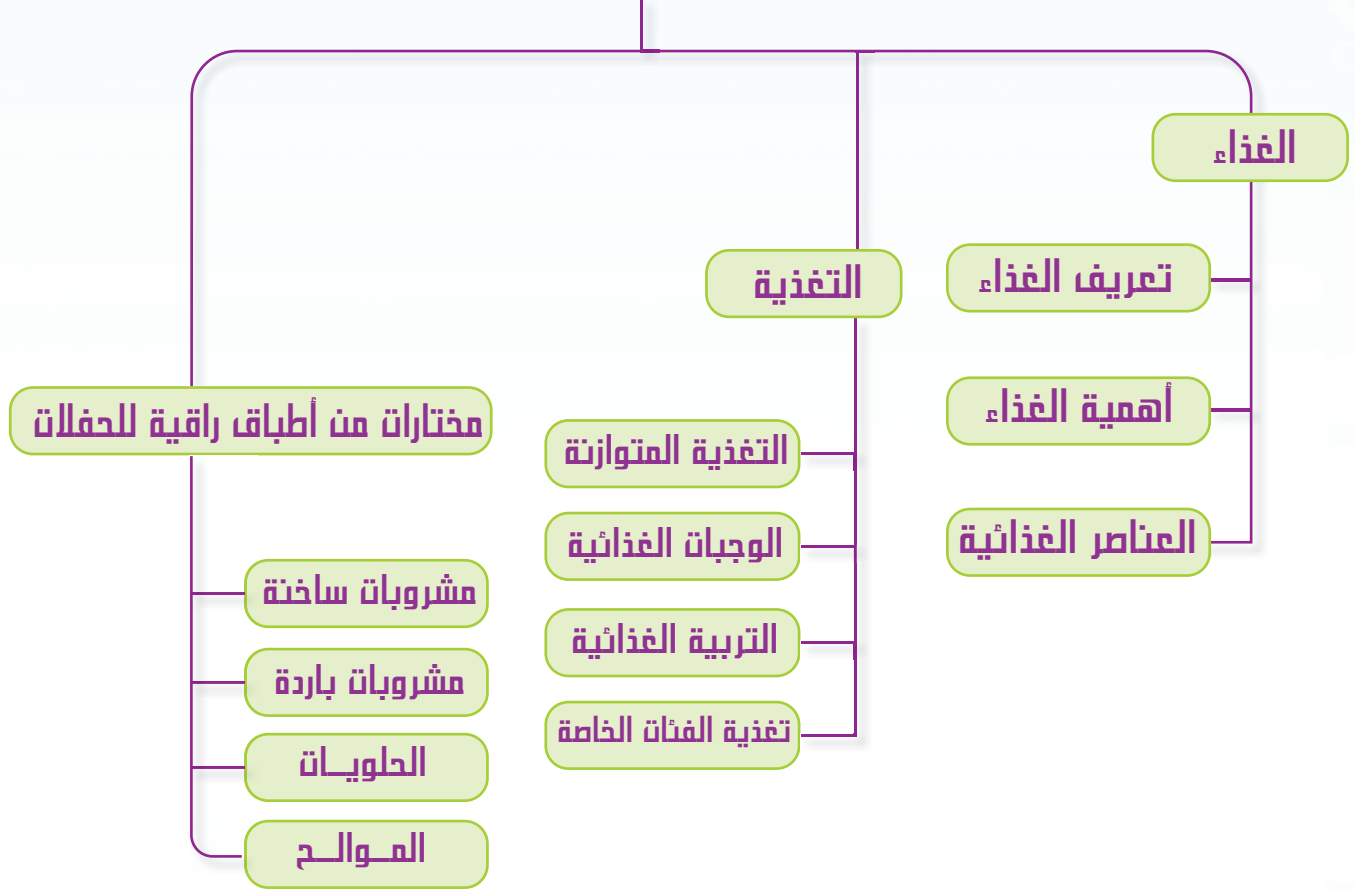 الغذاء
تعريف الغذاء
أهمية الغذاء
العناصر الغذائية
التغذية
التغذية المتوازنة
الوجبات الغذائية
التربية الغذائية
تغذية الفئات الخاصة
مختارات من أطباق راقية للحفلات
مشروبات ساخنة
مشروبات باردة
الحلويــات
المــوالــح